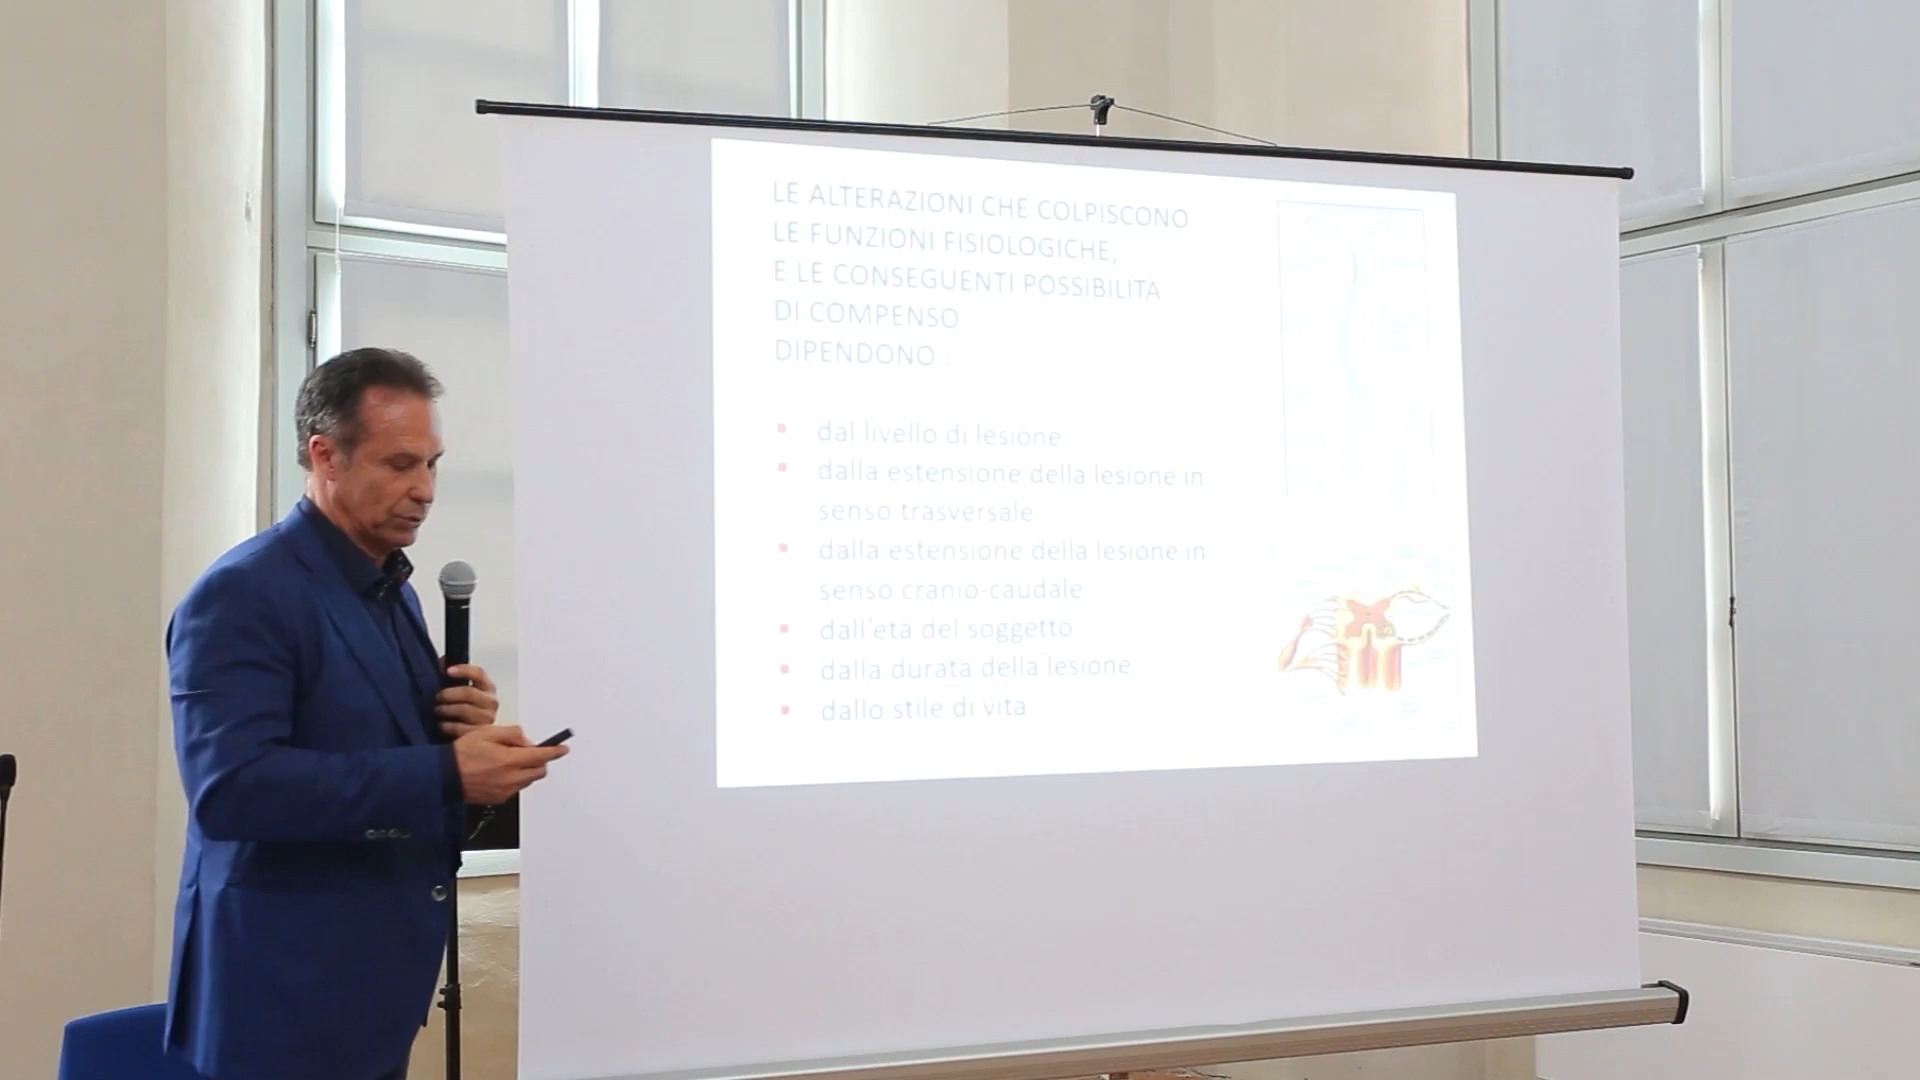 LE ALTERAZIONI CHE COLPISCONO
LE FUNZIONI FISIOLOGICHE,
E LE CONSEGUENTI POSSIBILITA
DI COMPENSO
DIPENDONO :
dal livello di lesione
dalla estensione della lesione in
senso trasversale
dalla estensione della lesione in
senso cranio-caudale
dall'età del soggetto
dalla durata della lesione
dallo stile di vita